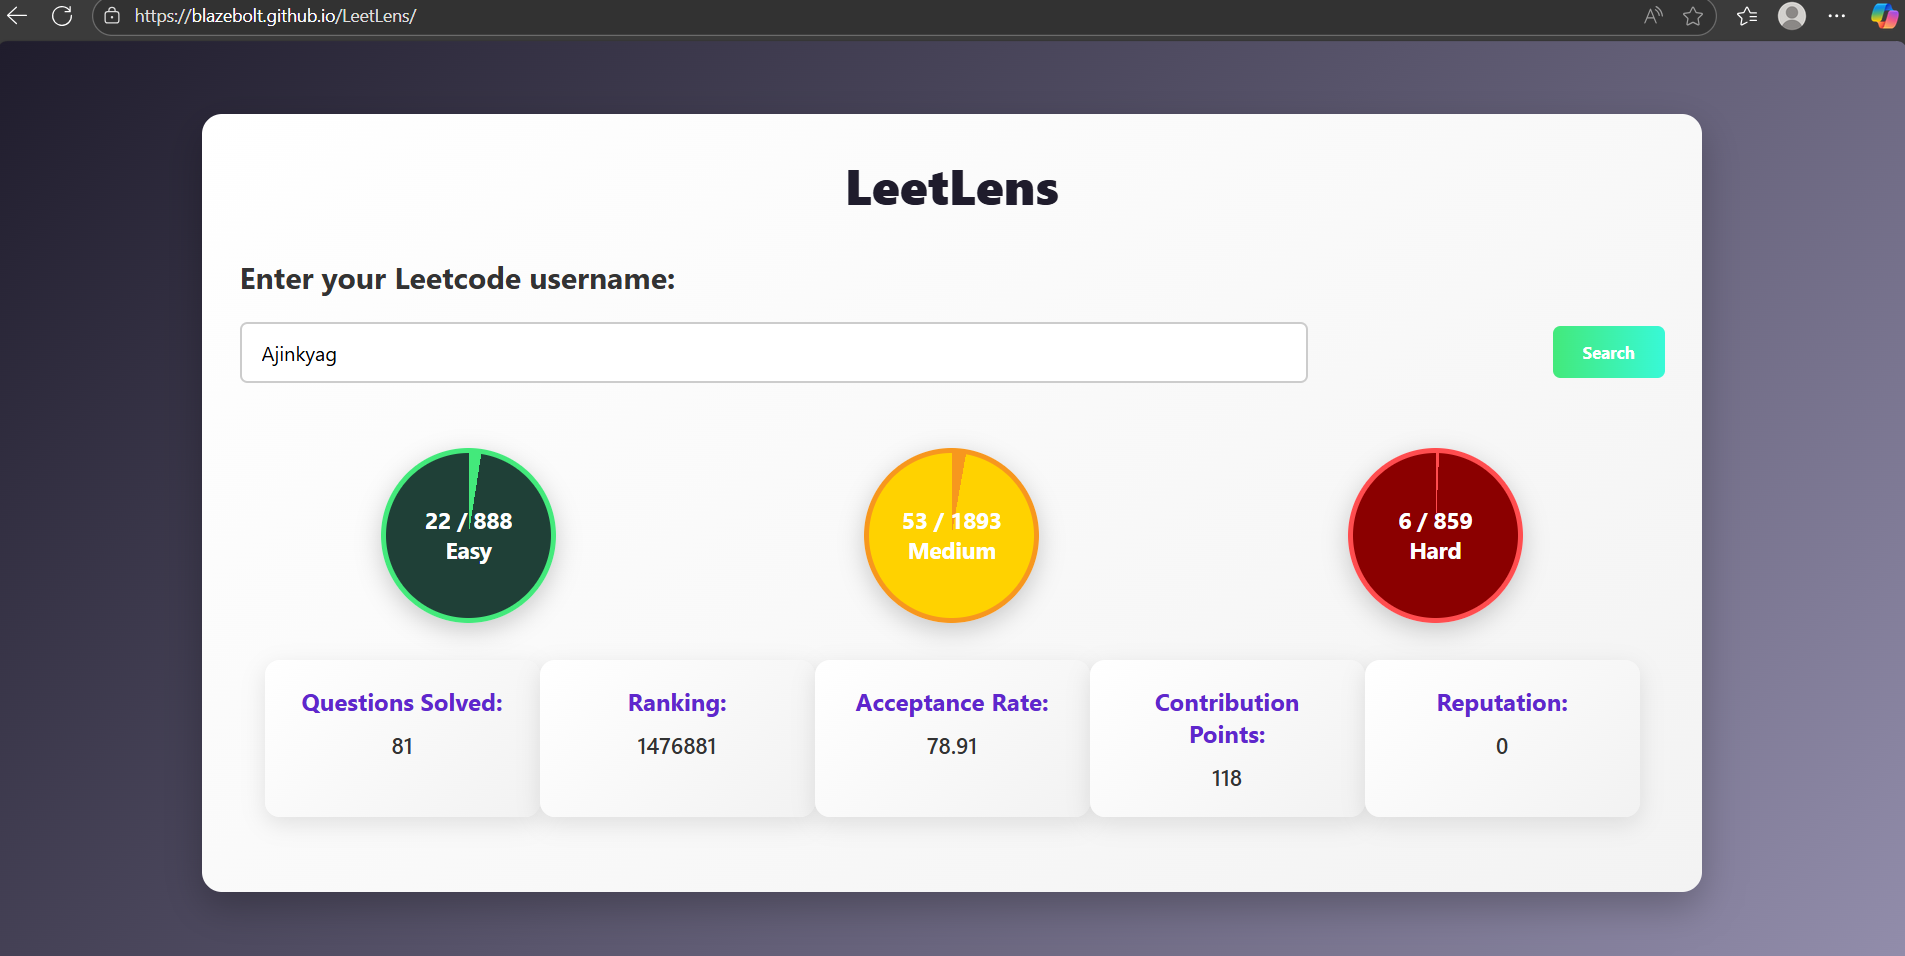 https://blazebolt.github.io/LeetLens/
LeetLens
Enter your Leetcode username:
Ajinkyag
Search
22 / 888
Easy
53 / 1893
Medium
6 / 859
Hard
Questions Solved:
81
Ranking:
1476881
Acceptance Rate:
78.91
Contribution
Points:
118
Reputation:
0